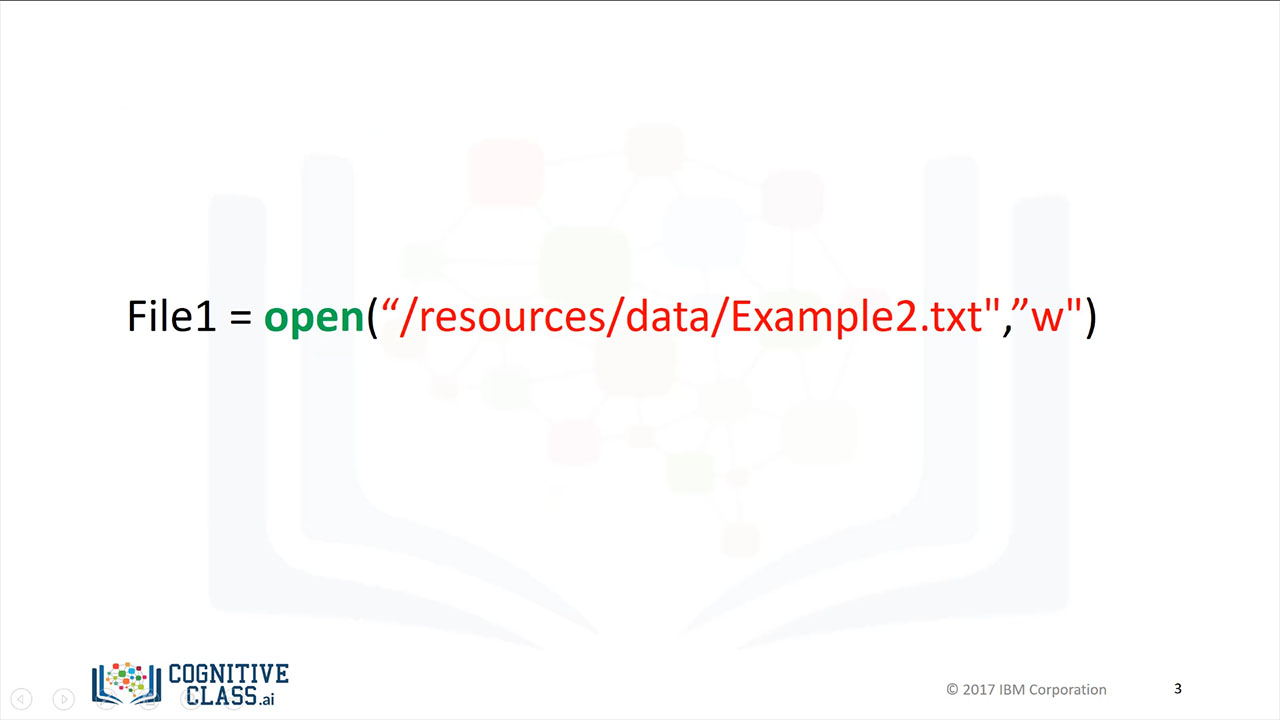 File1 = open(“/resources/data/Example2.txt",”w")
COGNITIVE
CLASS.ai
© 2017 IBM Corporation
3